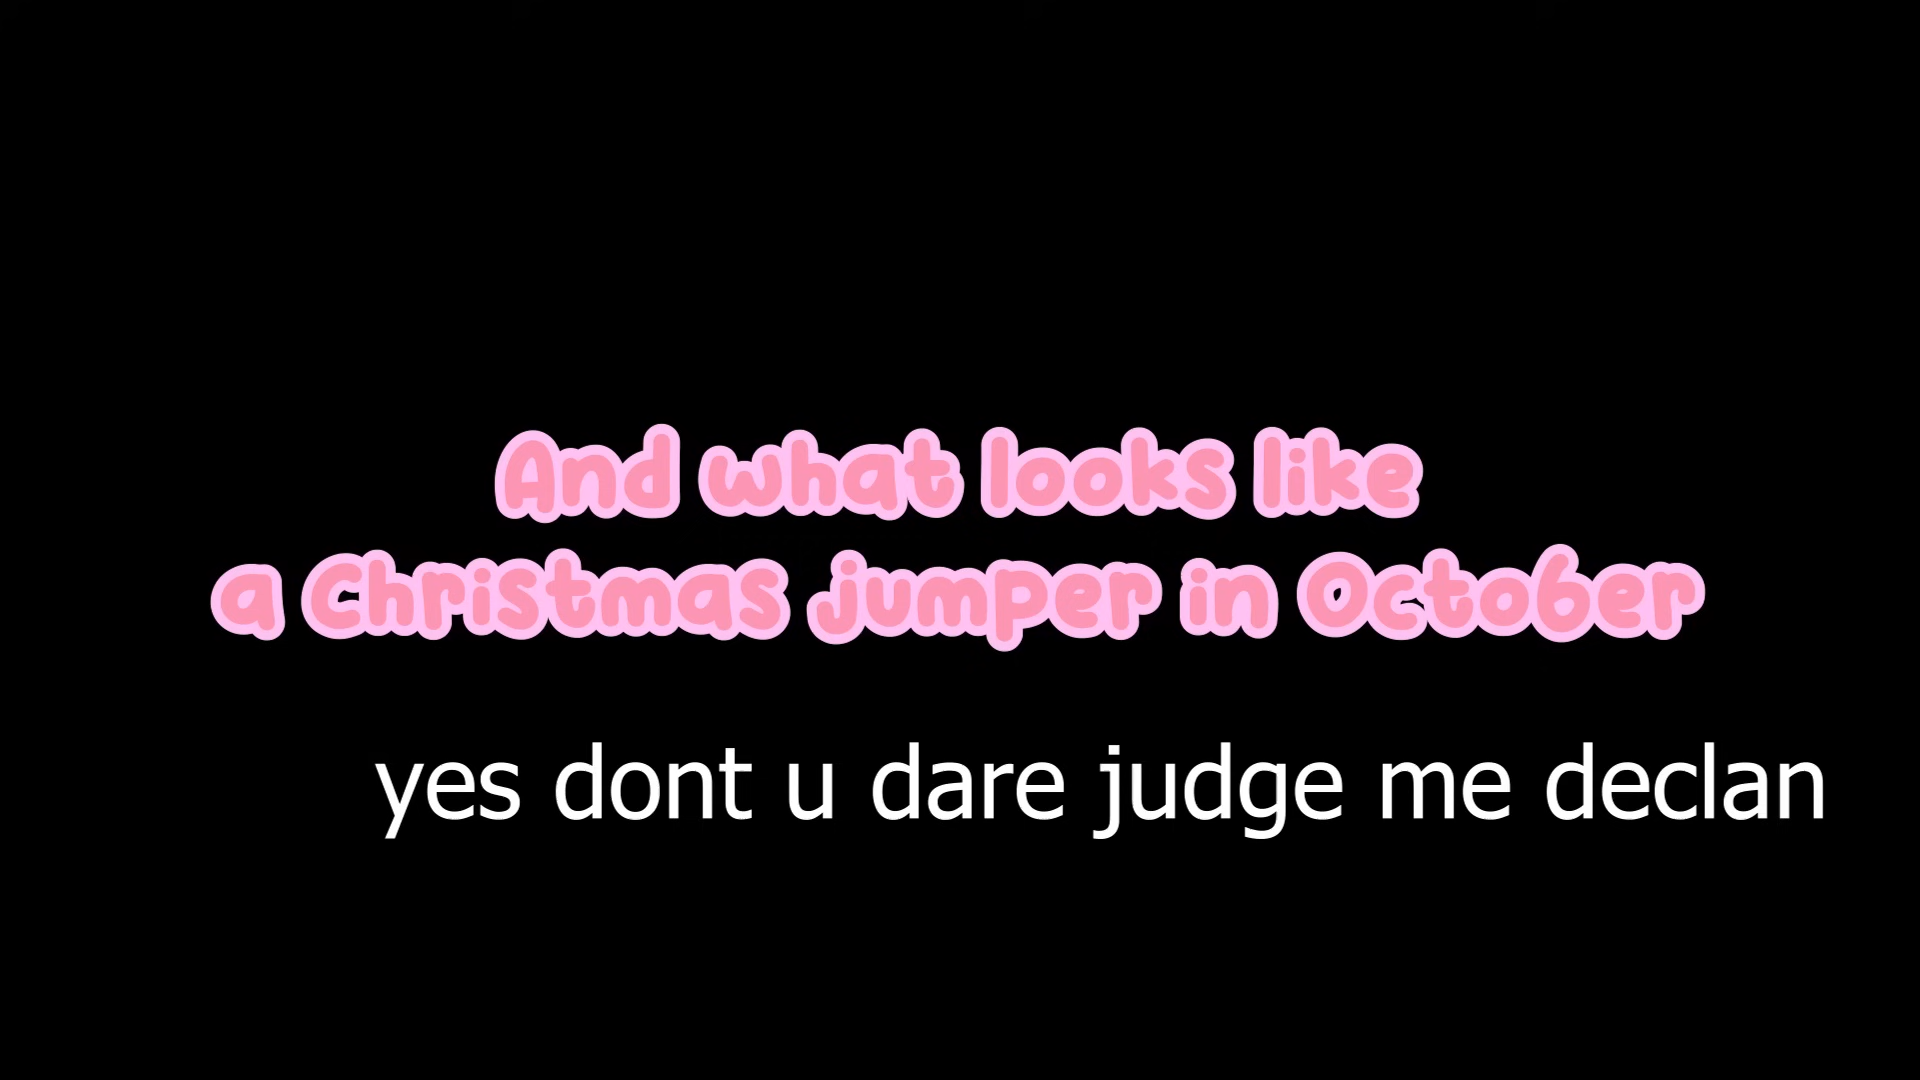 And what looks like
a Christmas jumper in October
yes dont u dare judge me declan